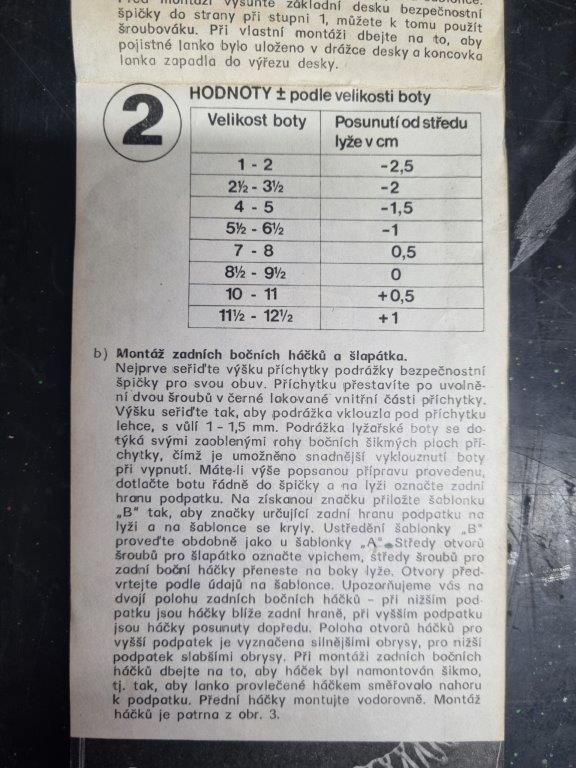 Před montáží vysuňte základní desku bezpečnostní
špičky do strany při stupni 1, můžete k tomu použít
šroubováku. Při vlastní montáži dbejte na to, aby
pojistné lanko bylo uloženo v drážce desky a koncovka
lanka zapadla do výřezu desky.
2
HODNOTY ± podle velikosti boty
Velikost boty Posunutí od středu
lyže v cm
1 - 2 -2,5
2½ - 3½ -2
4 - 5 -1,5
5½ - 6½ -1
7 - 8 0,5
8½ - 9½ 0
10 - 11 +0,5
11½ - 12½ +1
b) Montáž zadních bočních háčků a šlapátka.
Nejprve seřiďte výšku příchytky podrážky bezpečnostní
špičky pro svou obuv. Příchytku přestavíte po uvolně-
ní dvou šroubů v černé lakované vnitřní části příchytky.
Výšku seřiďte tak, aby podrážka vklouzla pod příchytku
lehce, s vůlí 1 - 1,5 mm. Podrážka lyžařské boty se do-
týká svými zaoblenými rohy bočních šikmých ploch pří-
chytky, čímž je umožněno snadnější vyklouznutí boty
při vypnutí. Máte-li výše popsanou přípravu provedenu,
dotlačte botu řádně do špičky a na lyži označte zadní
hranu podpatku. Na získanou značku přiložte šablonku
„B" tak, aby značky určující zadní hranu podpatku na
lyži a na šablonce se kryly. Ustředění šablonky „B"
proveďte obdobně jako u šablonky „A". Středy otvorů
šroubů pro šlapátko označte vpichem, středy šroubů pro
zadní boční háčky přeneste na boky lyže. Otvory před-
vrtejte podle údajů na šablonce. Upozorňujeme vás na
dvojí polohu zadních bočních háčků - při nižším pod-
patku jsou háčky blíže zadní hraně, při vyšším podpatku
jsou háčky posunuty dopředu. Poloha otvorů háčků pro
vyšší podpatek je vyznačena silnějšími obrysy, pro nižší
podpatek slabšími obrysy. Při montáži zadních bočních
háčků dbejte na to, aby háček byl namontován šikmo,
tj. tak, aby lanko provlečené háčkem směřovalo nahoru
k podpatku. Přední háčky montujte vodorovně. Montáž
háčků je patrna z obr. 3.